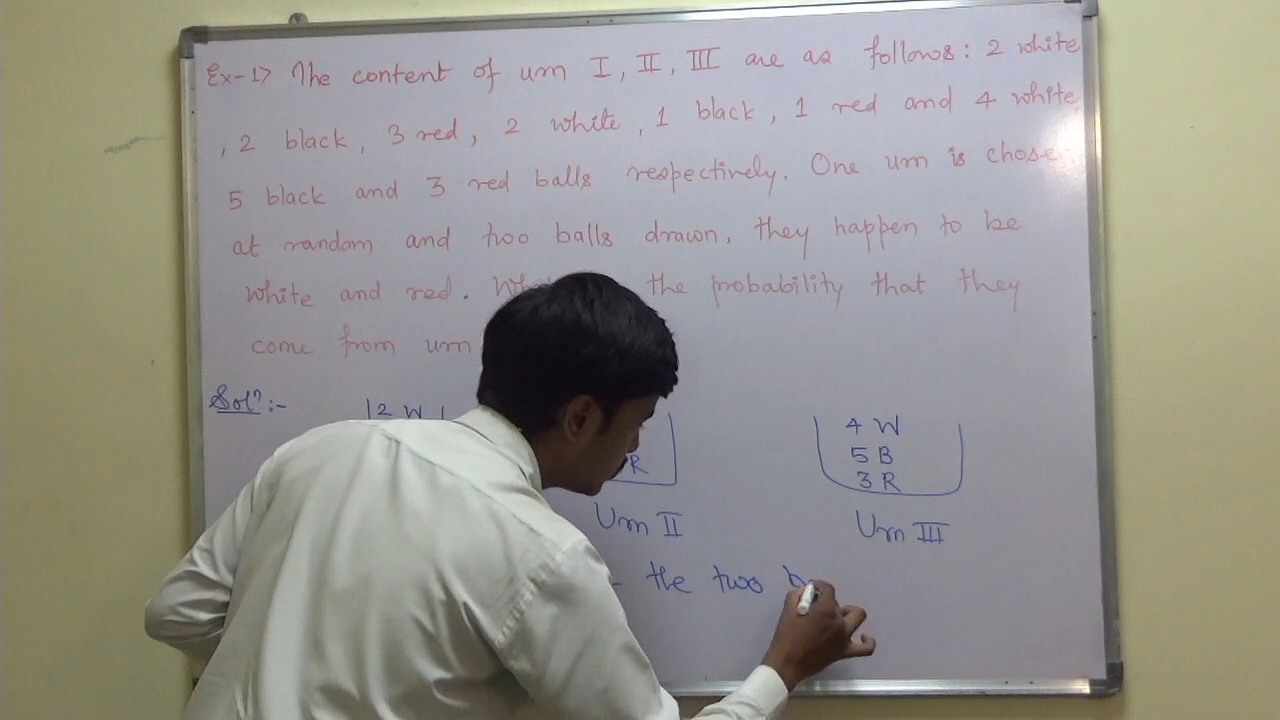 Ex-1> The content of urn I, II, III are as follows: 2 white
, 2 black, 3 red, 2 white, 1 black, 1 red and 4 white,
5 black and 3 red balls respectively. One urn is chose
at random and two balls drawn, they happen to be
white and red. the probability that they
come from urn
Solⁿ:- 2 W 4 W
R 5 B
3 R
Urn II Urn III
- the two